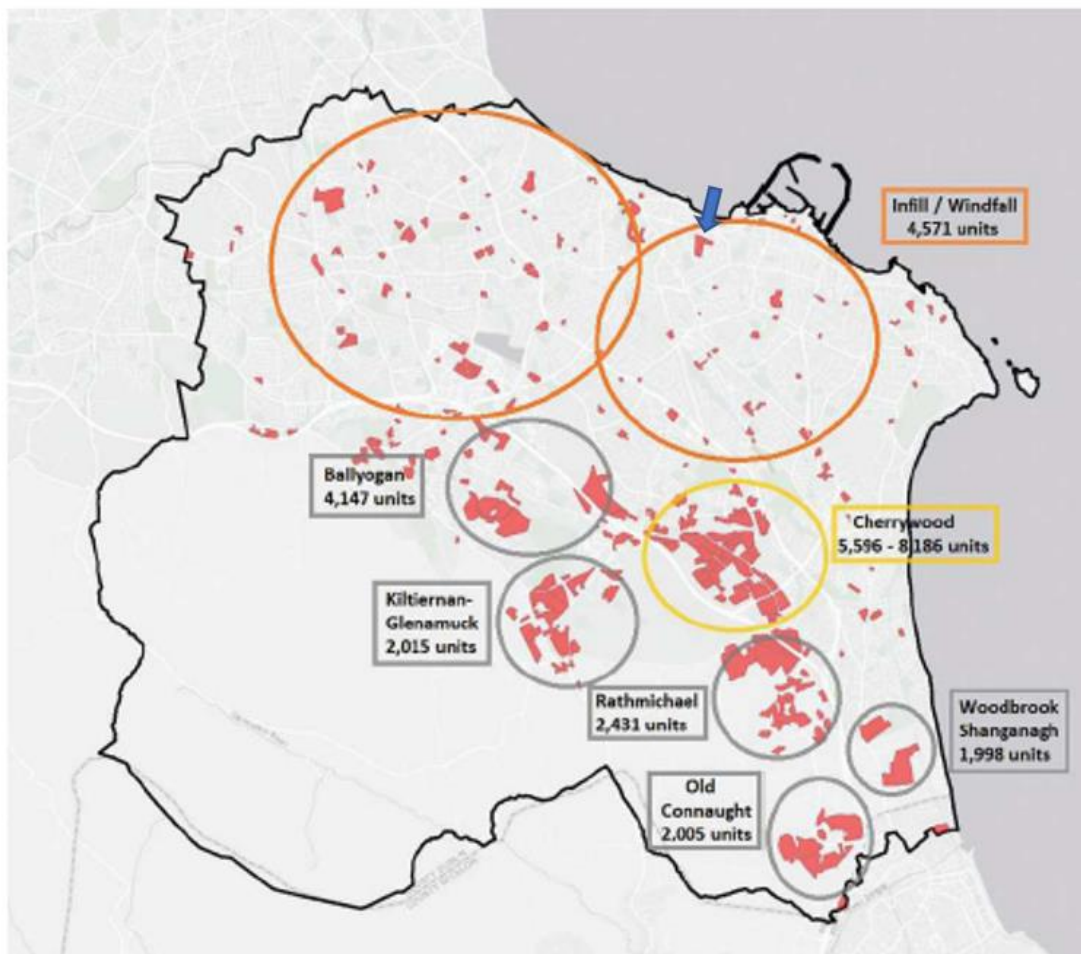 Infill / Windfall
4,571 units
Ballyogan
4,147 units
Cherrywood
5,596 - 8,186 units
Kiltiernan-
Glenamuck
2,015 units
Rathmichael
2,431 units
Woodbrook
Shanganagh
1,998 units
Old
Connaught
2,005 units